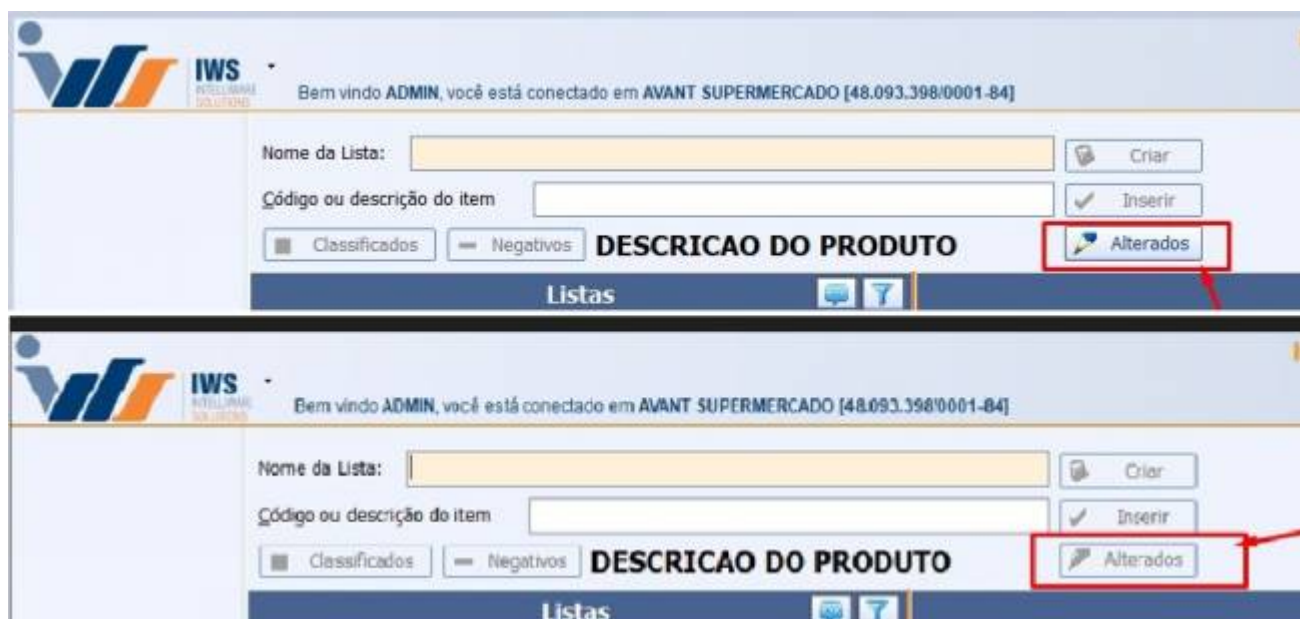 IWS
INTELLIWARE
SOLUTIONS
Bem vindo ADMIN, você está conectado em AVANT SUPERMERCADO [48.093.398/0001-84]
Nome da Lista:
Criar
Código ou descrição do item
Inserir
Classificados
Negativos
DESCRICAO DO PRODUTO
Alterados
Listas
IWS
INTELLIWARE
SOLUTIONS
Bem vindo ADMIN, você está conectado em AVANT SUPERMERCADO [48.093.398/0001-84]
Nome da Lista:
Criar
Código ou descrição do item
Inserir
Classificados
Negativos
DESCRICAO DO PRODUTO
Alterados
Listas